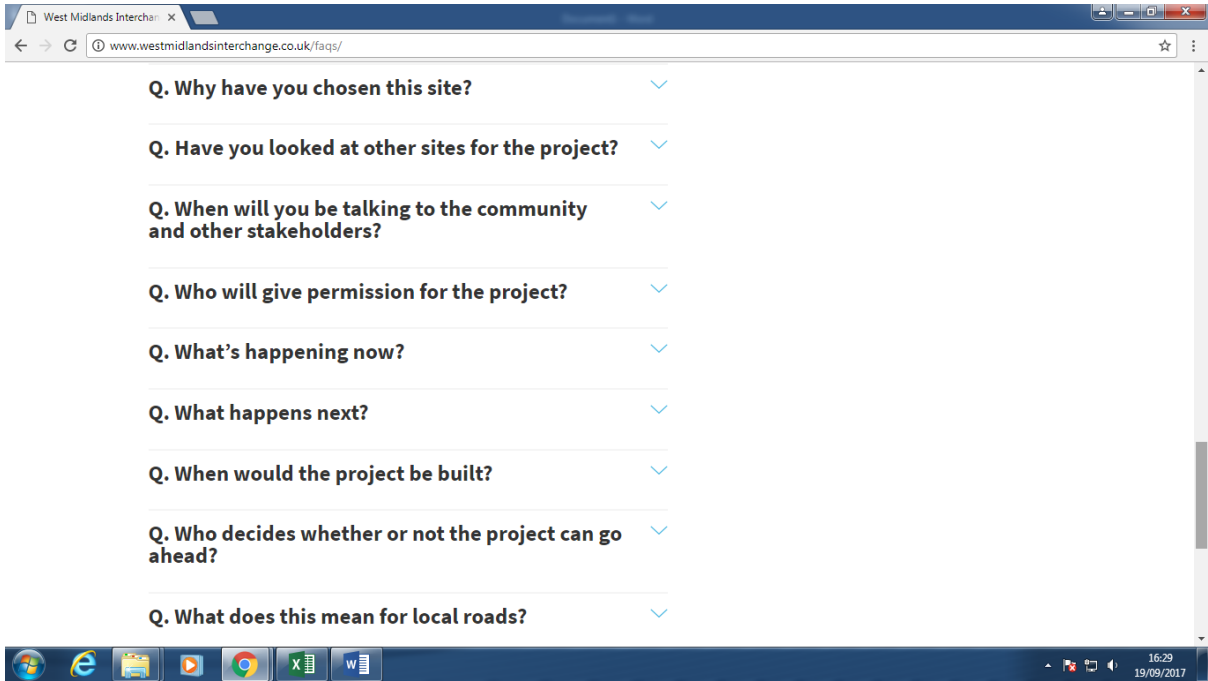 West Midlands Interchan
www.westmidlandsinterchange.co.uk/faqs/
Q. Why have you chosen this site?
Q. Have you looked at other sites for the project?
Q. When will you be talking to the community
and other stakeholders?
Q. Who will give permission for the project?
Q. What’s happening now?
Q. What happens next?
Q. When would the project be built?
Q. Who decides whether or not the project can go
ahead?
Q. What does this mean for local roads?
16:29
19/09/2017